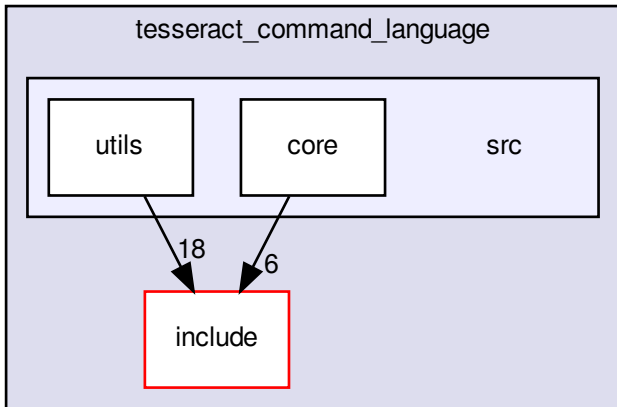 tesseract_command_language
utils
core
src
18
6
include